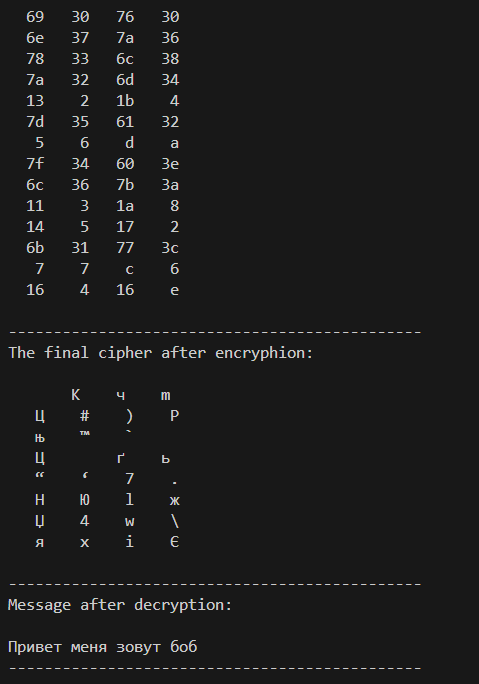 69 30 76 30
6e 37 7a 36
78 33 6c 38
7a 32 6d 34
13 2 1b 4
7d 35 61 32
5 6 d a
7f 34 60 3e
6c 36 7b 3a
11 3 1a 8
14 5 17 2
6b 31 77 3c
7 7 c 6
16 4 16 e
----------------------------------------------
The final cipher after encryphion:
К ч m
Ц # ) Р
њ ™ `
Ц ґ ь
“ ‘ 7 .
Н Ю l ж
Џ 4 w \
я х i Є
----------------------------------------------
Message after decryption:
Привет меня зовут боб
----------------------------------------------